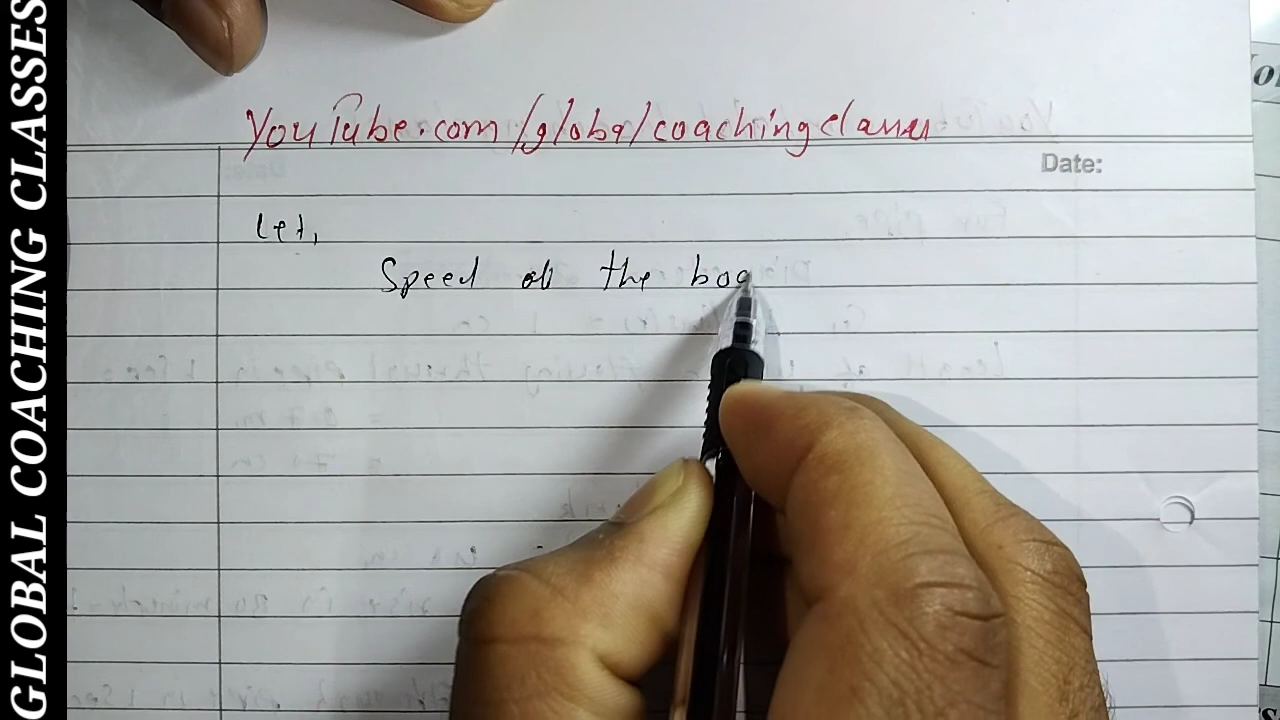 GLOBAL COACHING CLASSES
YouTube.com/globalcoachingclasses
Date:
Let,
Speed of the boa